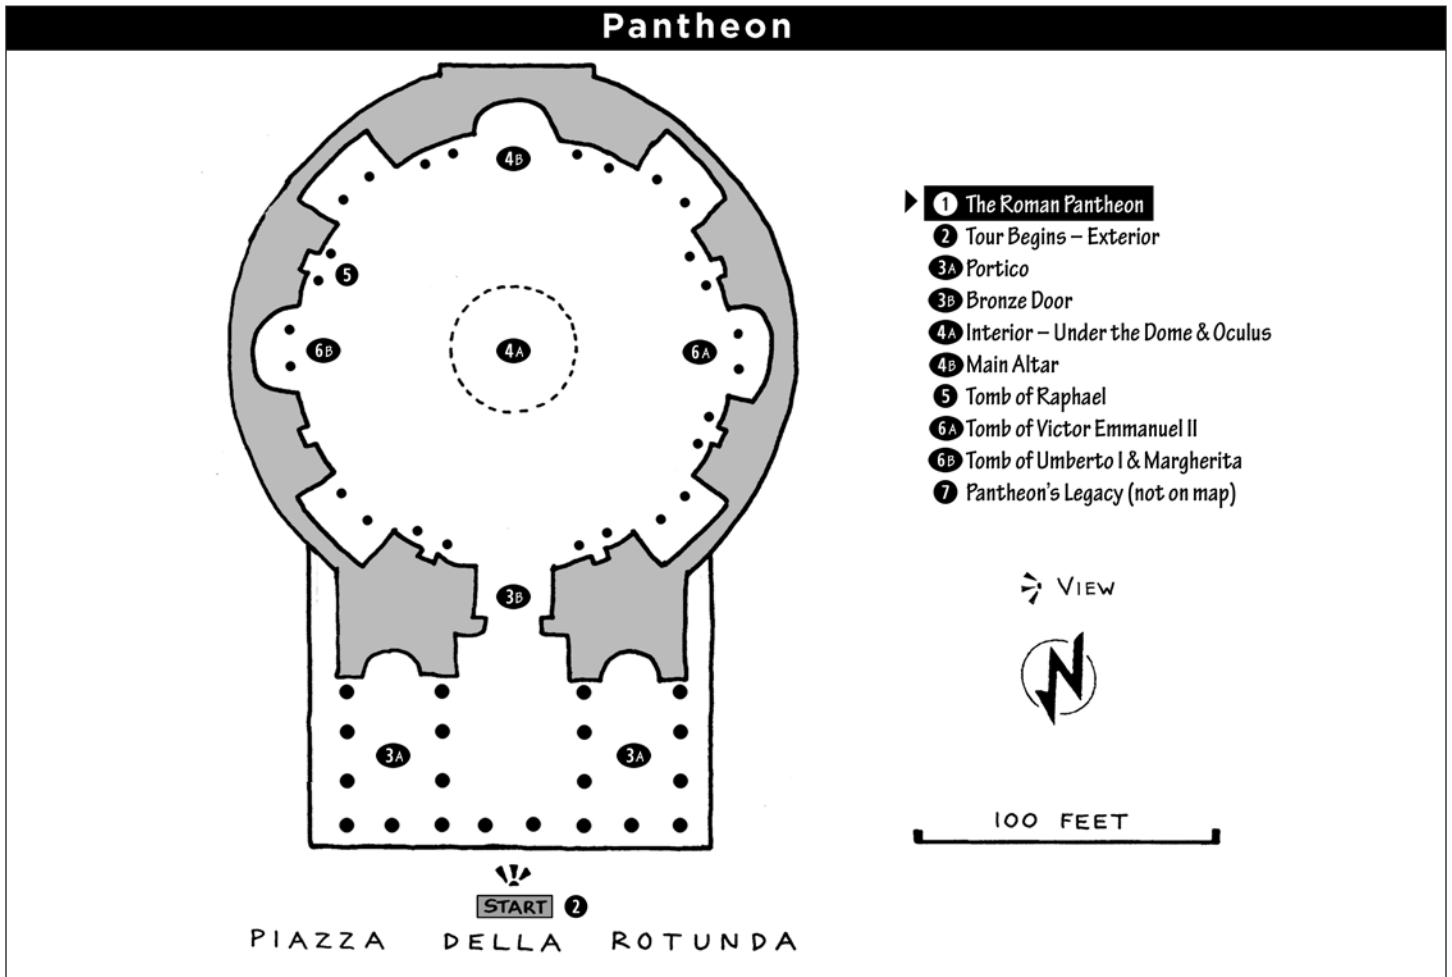 Pantheon
4B
5
6B
4A
6A
3B
3A
3A
START 2
PIAZZA DELLA ROTUNDA
1 The Roman Pantheon
2 Tour Begins – Exterior
3A Portico
3B Bronze Door
4A Interior – Under the Dome & Oculus
4B Main Altar
5 Tomb of Raphael
6A Tomb of Victor Emmanuel II
6B Tomb of Umberto I & Margherita
7 Pantheon's Legacy (not on map)
VIEW
N
100 FEET